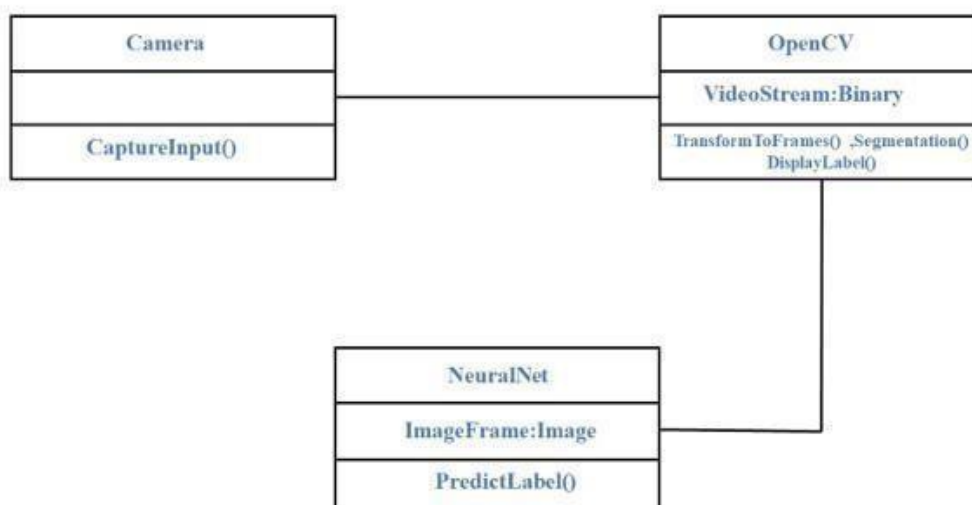 Camera
CaptureInput()
OpenCV
VideoStream:Binary
TransformToFrames() ,Segmentation()
DisplayLabel()
NeuralNet
ImageFrame:Image
PredictLabel()